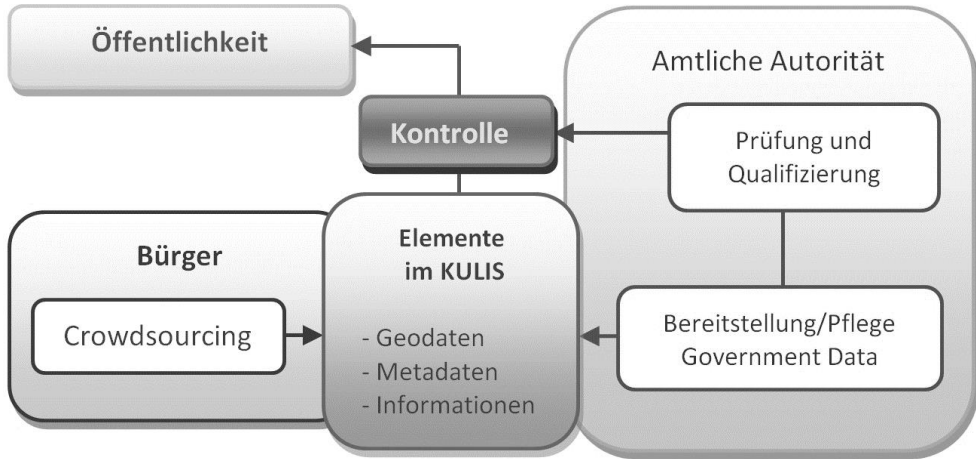 Öffentlichkeit
Amtliche Autorität
Kontrolle
Prüfung und
Qualifizierung
Bürger
Crowdsourcing
Elemente
im KULIS
- Geodaten
- Metadaten
- Informationen
Bereitstellung/Pflege
Government Data